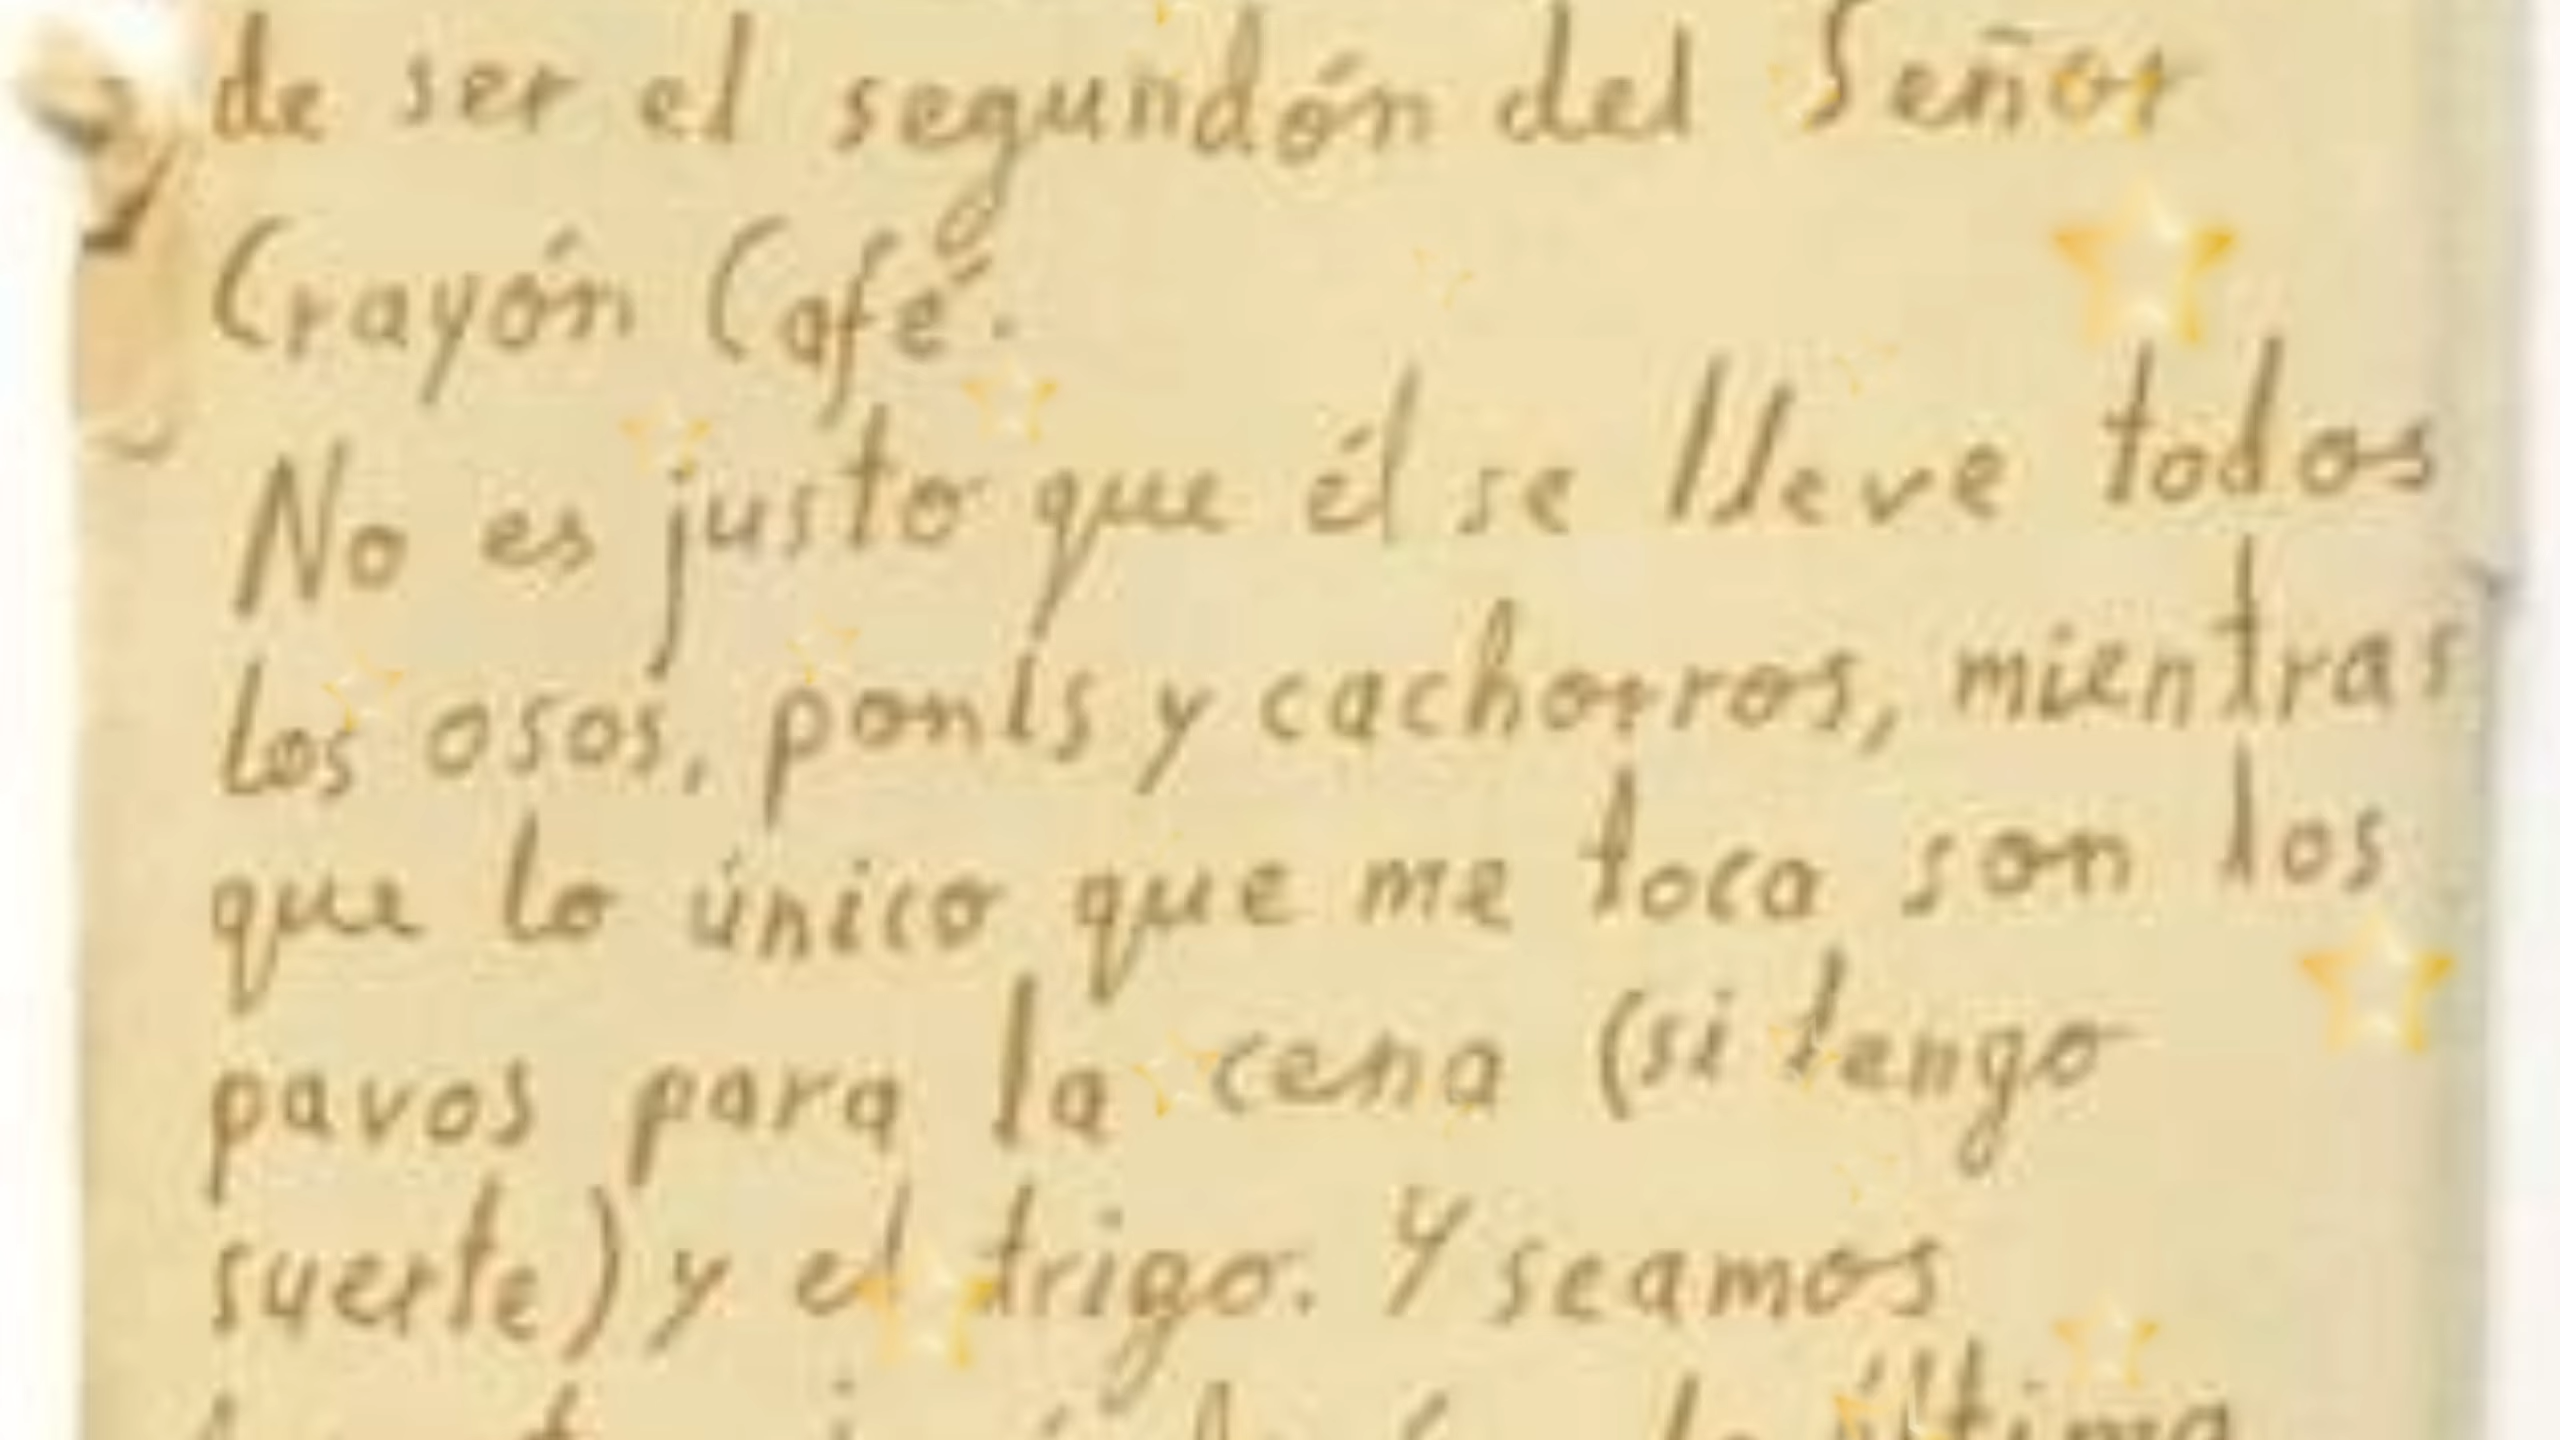 de ser el segundón del Señor
Crayón Café.
No es justo que él se lleve todos
los osos, ponis y cachorros, mientras
que lo único que me toca son los
pavos para la cena (si tengo
suerte) y el trigo. Y seamos
la última